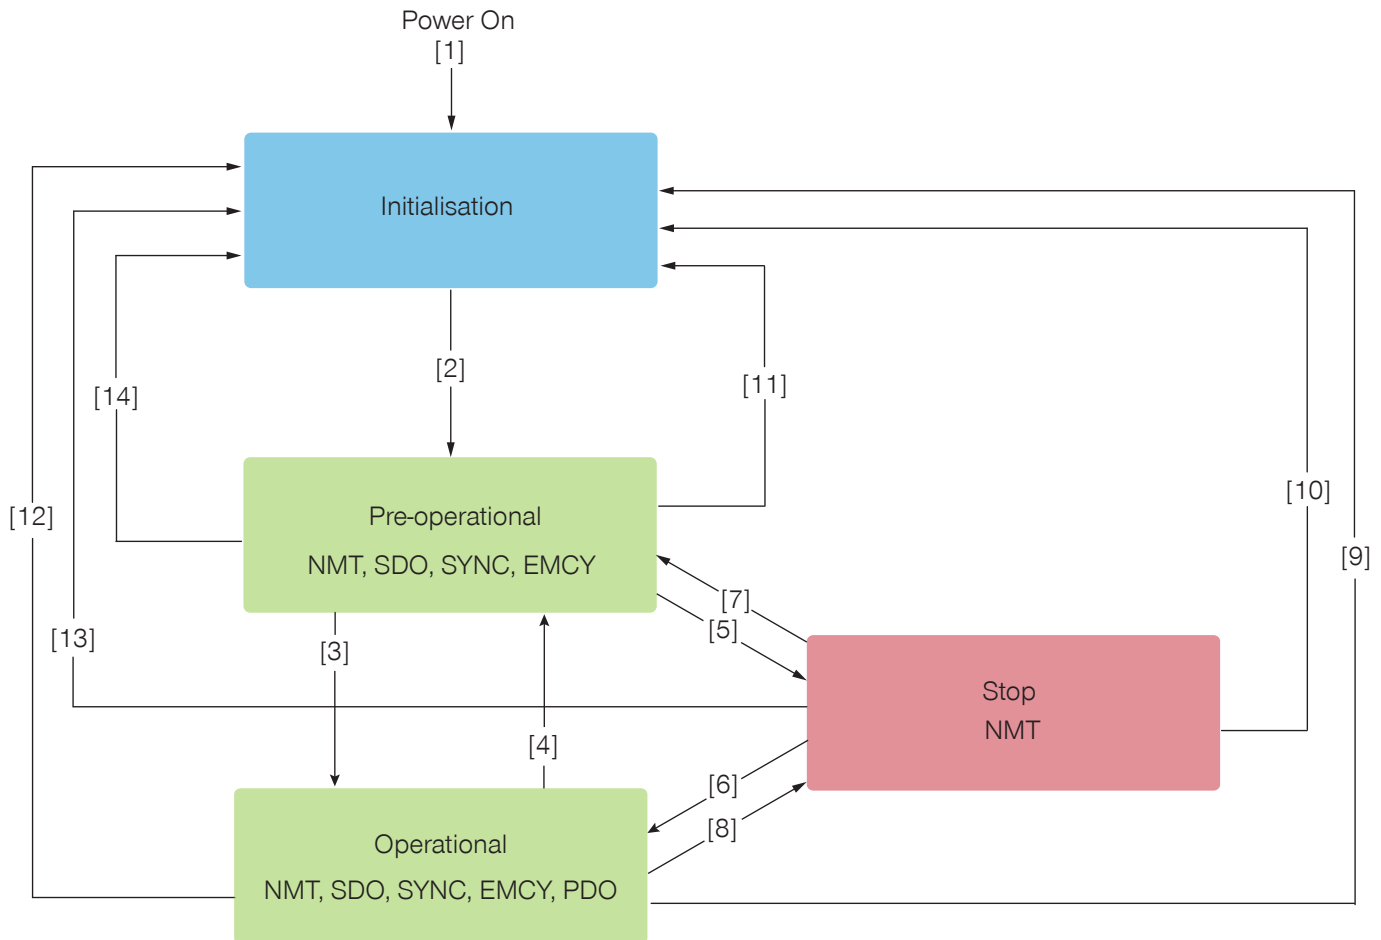 Power On
[1]
Initialisation
[2]
[11]
[14]
[10]
[12]
Pre-operational
NMT, SDO, SYNC, EMCY
[9]
[7]
[5]
[13]
[3]
Stop
NMT
[4]
[6]
[8]
Operational
NMT, SDO, SYNC, EMCY, PDO